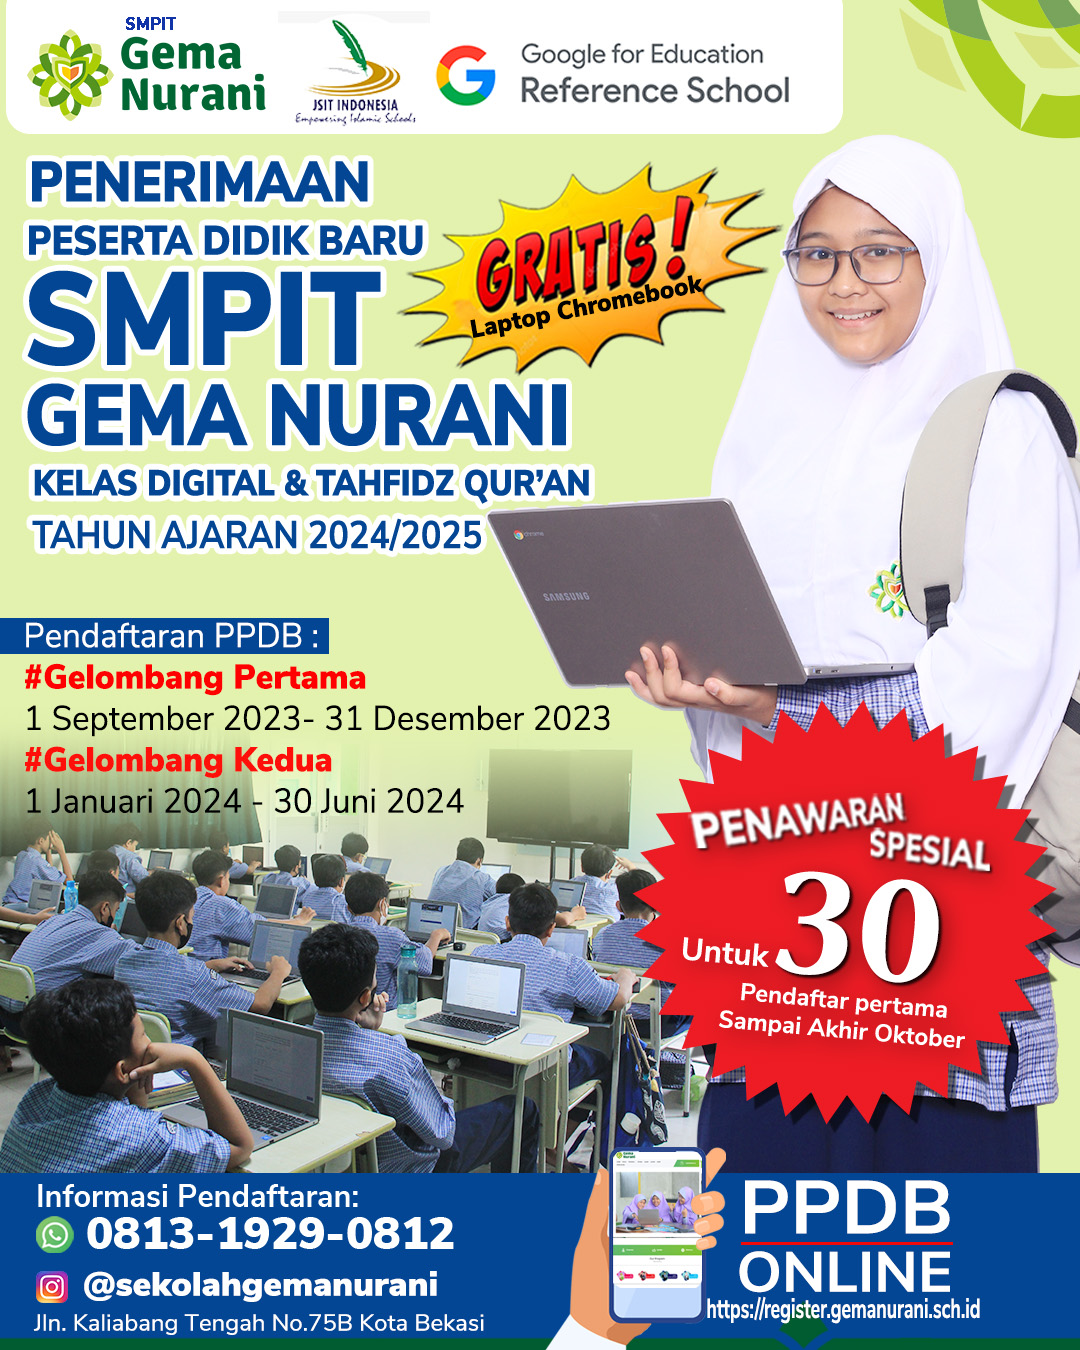 SMPIT
Gema
Nurani
JSIT INDONESIA
Empowering Islamic Schools
Google for Education
Reference School
PENERIMAAN
PESERTA DIDIK BARU
SMPIT
GEMA NURANI
KELAS DIGITAL & TAHFIDZ QUR'AN
TAHUN AJARAN 2024/2025
GRATIS!
Laptop Chromebook
chrome
SAMSUNG
Pendaftaran PPDB :
#Gelombang Pertama
1 September 2023- 31 Desember 2023
#Gelombang Kedua
1 Januari 2024 - 30 Juni 2024
PENAWARAN
SPESIAL
Untuk 30
Pendaftar pertama
Sampai Akhir Oktober
Informasi Pendaftaran:
0813-1929-0812
@sekolahgemanurani
Jln. Kaliabang Tengah No.75B Kota Bekasi
Gema
Nurani
PPDB
ONLINE
https://register.gemanurani.sch.id